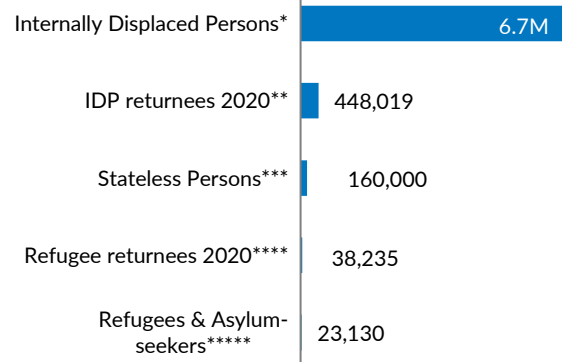 Internally Displaced Persons* 6.7M
IDP returnees 2020** 448,019
Stateless Persons*** 160,000
Refugee returnees 2020**** 38,235
Refugees & Asylum-
seekers***** 23,130